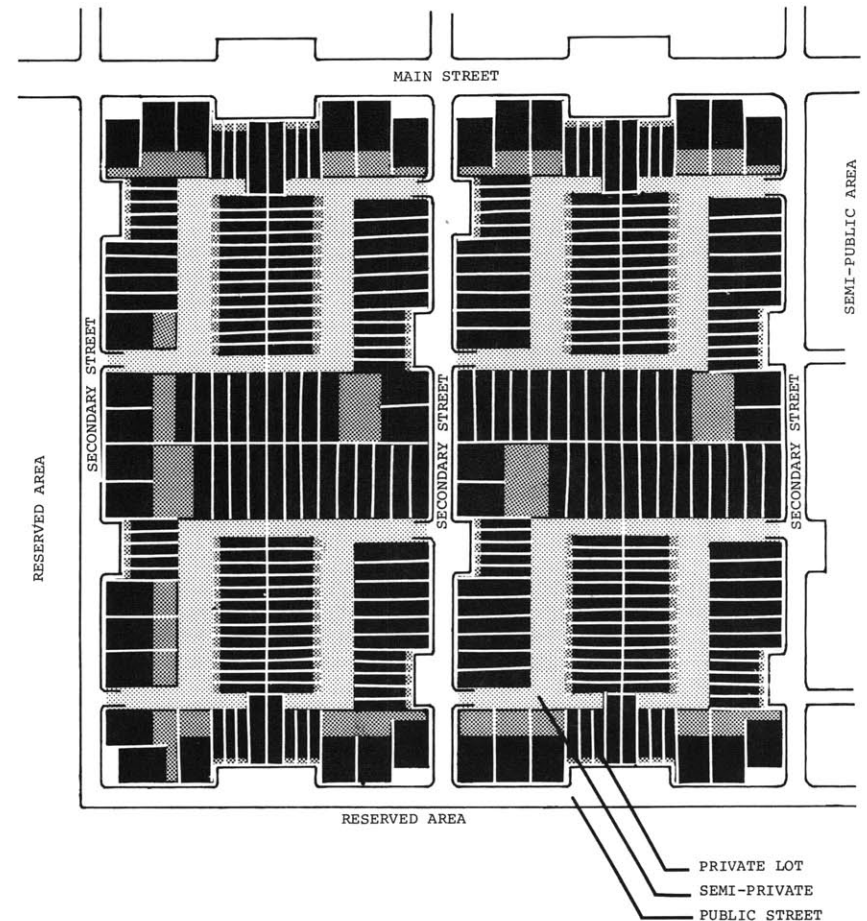 MAIN STREET
SEMI-PUBLIC AREA
SECONDARY STREET
SECONDARY STREET
SECONDARY STREET
RESERVED AREA
RESERVED AREA
PRIVATE LOT
SEMI-PRIVATE
PUBLIC STREET